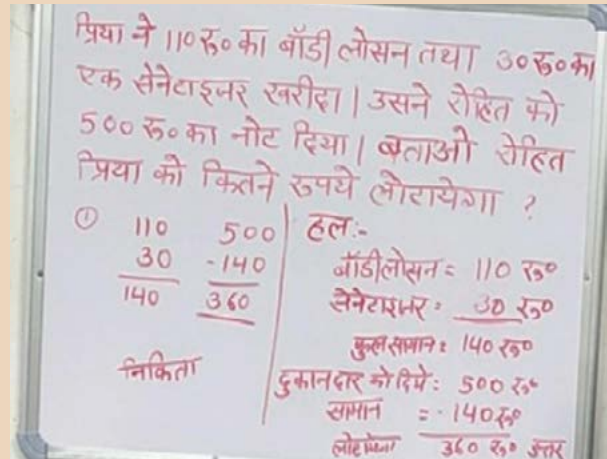 प्रिया ने 110 रु० का बॉडी लोसन तथा 30 रु० का
एक सेनेटाइजर खरीदा | उसने रोहित को
500 रु० का नोट दिया | बताओ रोहित
प्रिया को कितने रुपये लोटायेगा ?
①
110
30
140
500
-140
360
निकिता
हल:-
बॉडीलोसन = 110 रु०
सेनेटाइजर = 30 रु०
कुल सामान = 140 रु०
दुकानदार को दिये = 500 रु०
सामान = -140 रु०
लोटायेगा 360 रु० उत्तर